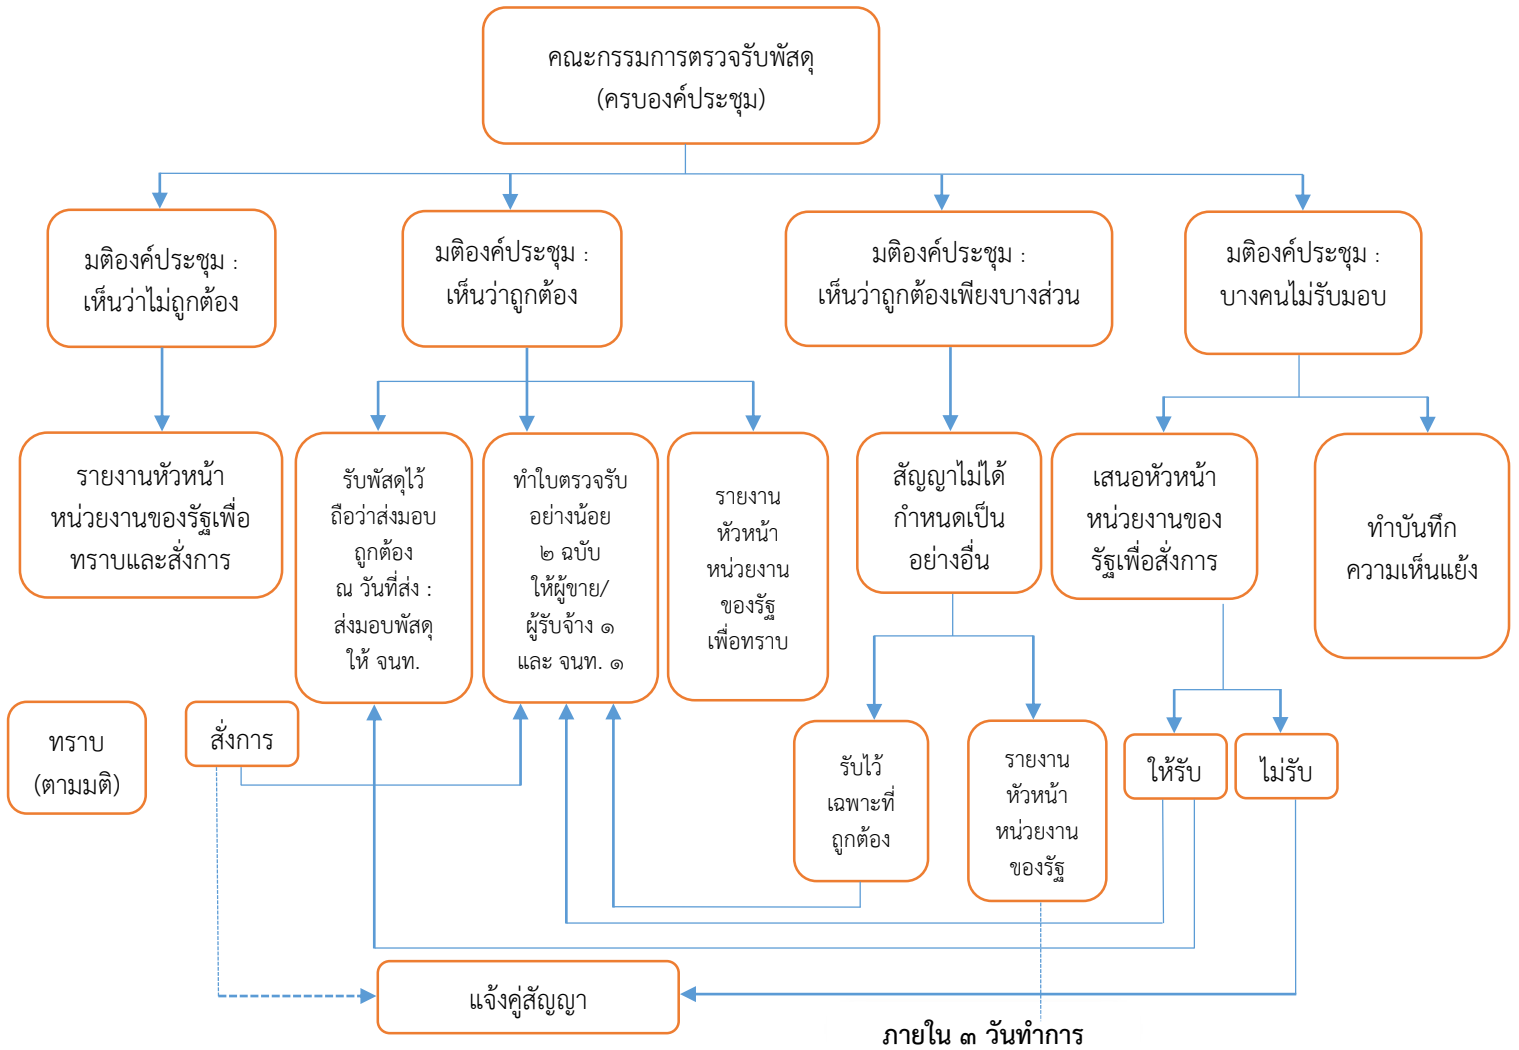 คณะกรรมการตรวจรับพัสดุ
(ครบองค์ประชุม)
มติองค์ประชุม :
เห็นว่าไม่ถูกต้อง
มติองค์ประชุม :
เห็นว่าถูกต้อง
มติองค์ประชุม :
เห็นว่าถูกต้องเพียงบางส่วน
มติองค์ประชุม :
บางคนไม่รับมอบ
รายงานหัวหน้า
หน่วยงานของรัฐเพื่อ
ทราบและสั่งการ
รับพัสดุไว้
ถือว่าส่งมอบ
ถูกต้อง
ณ วันที่ส่ง :
ส่งมอบพัสดุ
ให้ จนท.
ทำใบตรวจรับ
อย่างน้อย
๒ ฉบับ
ให้ผู้ขาย/
ผู้รับจ้าง ๑
และ จนท. ๑
รายงาน
หัวหน้า
หน่วยงาน
ของรัฐ
เพื่อทราบ
สัญญาไม่ได้
กำหนดเป็น
อย่างอื่น
เสนอหัวหน้า
หน่วยงานของ
รัฐเพื่อสั่งการ
ทำบันทึก
ความเห็นแย้ง
ทราบ
(ตามมติ)
สั่งการ
รับไว้
เฉพาะที่
ถูกต้อง
รายงาน
หัวหน้า
หน่วยงาน
ของรัฐ
ให้รับ
ไม่รับ
แจ้งคู่สัญญา
ภายใน ๓ วันทำการ